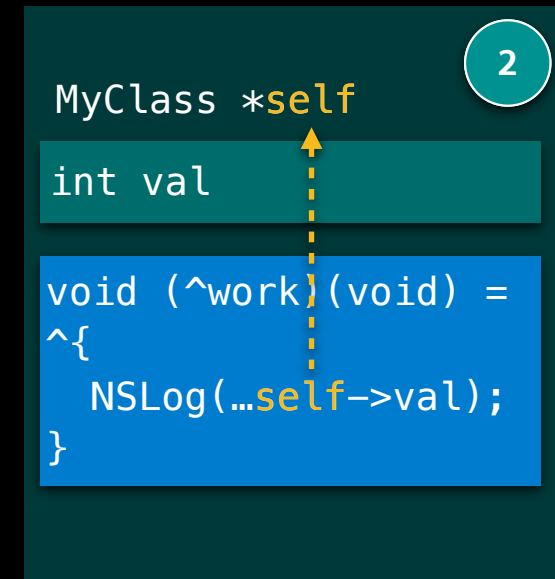 2
MyClass *self
int val
void (^work)(void) =
^{
  NSLog(…self->val);
}